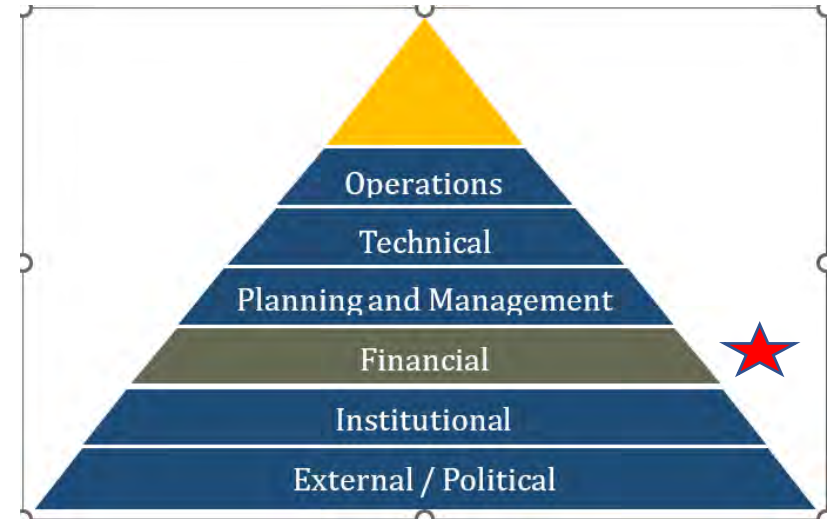 Operations
Technical
Planning and Management
Financial
Institutional
External / Political